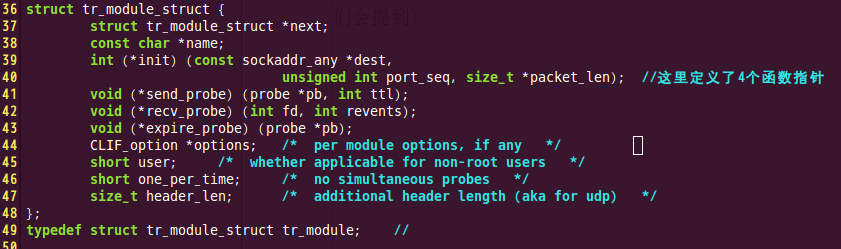 们会提到）
36 struct tr_module_struct {
37 struct tr_module_struct *next;
38 const char *name;
39 int (*init) (const sockaddr_any *dest,
40 unsigned int port_seq, size_t *packet_len); //这里定义了4个函数指针
41 void (*send_probe) (probe *pb, int ttl);
42 void (*recv_probe) (int fd, int revents);
43 void (*expire_probe) (probe *pb);
44 CLIF_option *options; /* per module options, if any */
45 short user; /* whether applicable for non-root users */
46 short one_per_time; /* no simultaneous probes */
47 size_t header_len; /* additional header length (aka for udp) */
48 };
49 typedef struct tr_module_struct tr_module; //
50